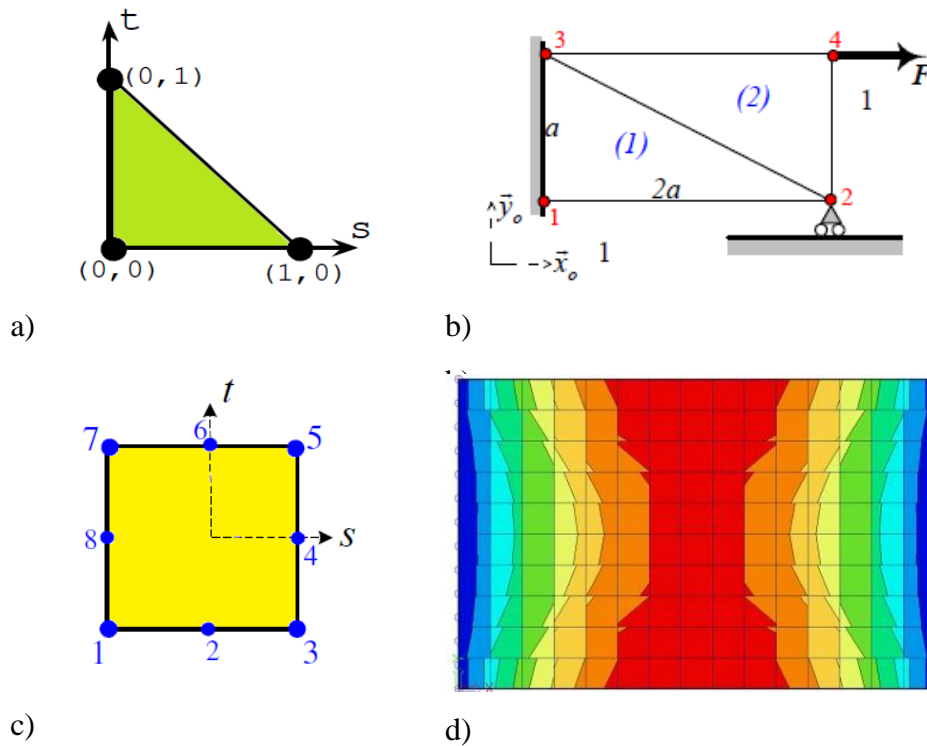 t
(0,1)
s
(0,0)
(1,0)
a)
3
4
F
(2)
1
a
(1)
2a
2
1
y⃗ₒ
x⃗ₒ
1
b)
t
7
6
5
8
4
s
1
2
3
c)
d)